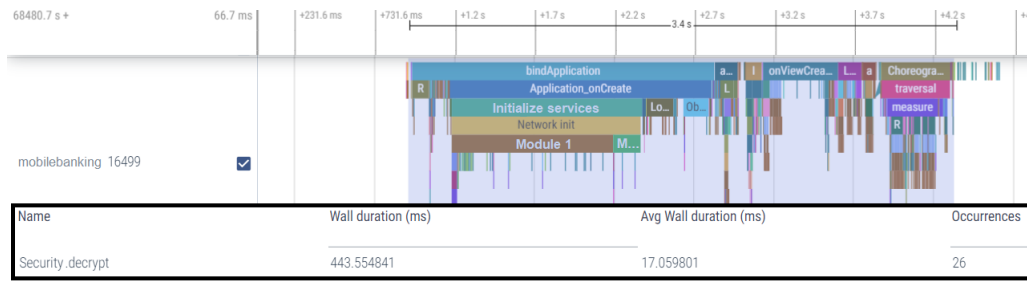 68480.7 s + 66.7 ms +231.6 ms +731.6 ms +1.2 s +1.7 s +2.2 s +2.7 s +3.2 s +3.7 s +4.2 s
3.4 s
bindApplication a... I onViewCrea... L... a Choreogra...
R Application_onCreate L traversal
Initialize services Lo... Ob... measure
Network init R
Module 1 M...
mobilebanking 16499
Name Wall duration (ms) Avg Wall duration (ms) Occurrences
Security.decrypt 443.554841 17.059801 26